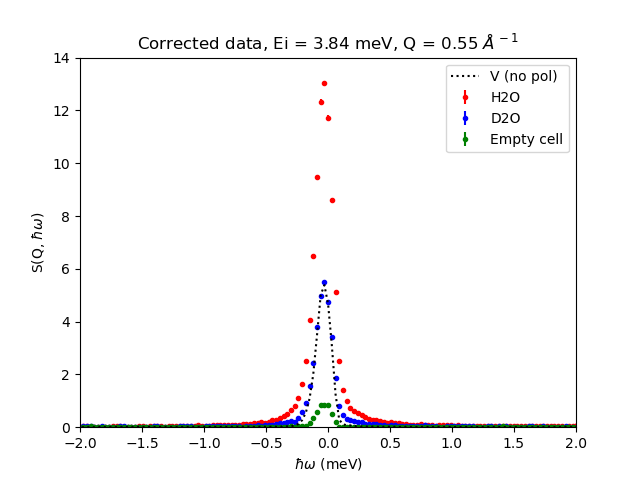 Corrected data, Ei = 3.84 meV, Q = 0.55 Å⁻¹
S(Q, ħω)
14
12
10
8
6
4
2
0
V (no pol)
H2O
D2O
Empty cell
−2.0 −1.5 −1.0 −0.5 0.0 0.5 1.0 1.5 2.0
ħω (meV)